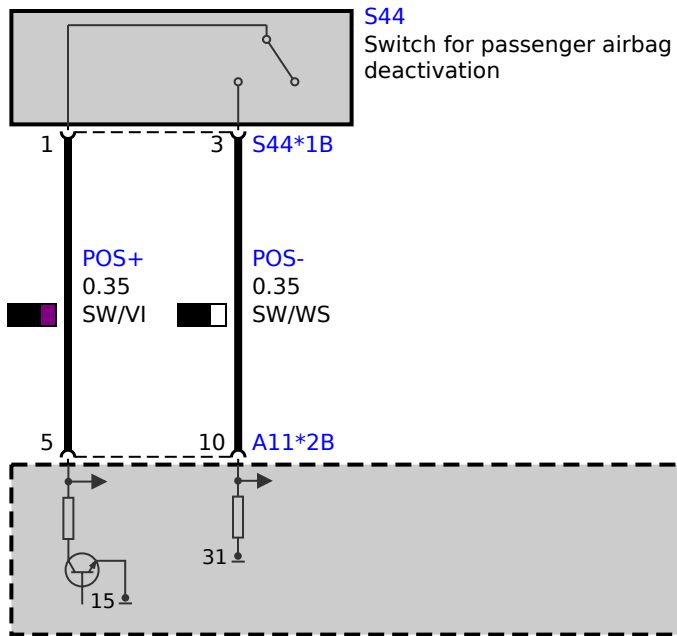 S44
Switch for passenger airbag
deactivation
1
3
S44*1B
POS+
0.35
SW/VI
POS-
0.35
SW/WS
5
10
A11*2B
31
15